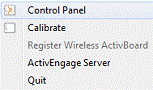 Control Panel
Calibrate
Register Wireless ActivBoard
ActivEngage Server
Quit